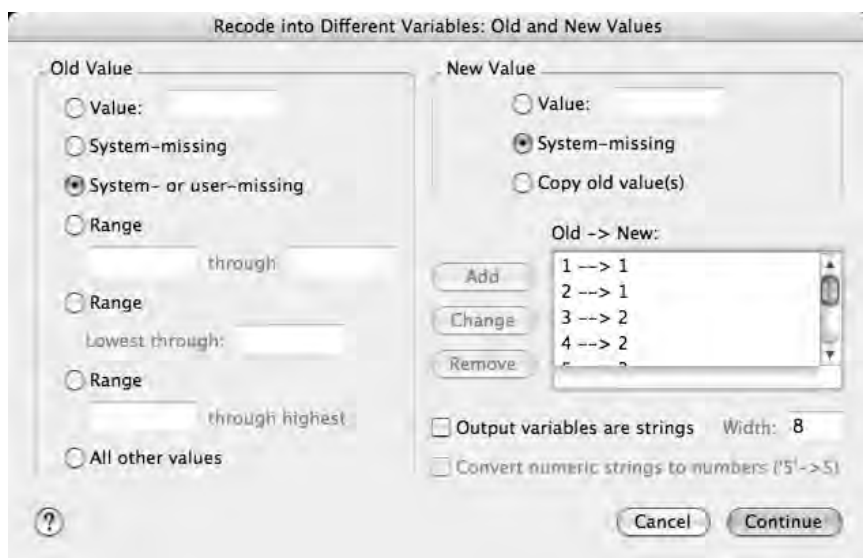 Recode into Different Variables: Old and New Values
Old Value
Value:
System-missing
System- or user-missing
Range
through
Range
Lowest through:
Range
through highest
All other values
New Value
Value:
System-missing
Copy old value(s)
Old -> New:
1 --> 1
2 --> 1
3 --> 2
4 --> 2
Add
Change
Remove
Output variables are strings
Width: 8
Convert numeric strings to numbers ('5'->5)
?
Cancel
Continue